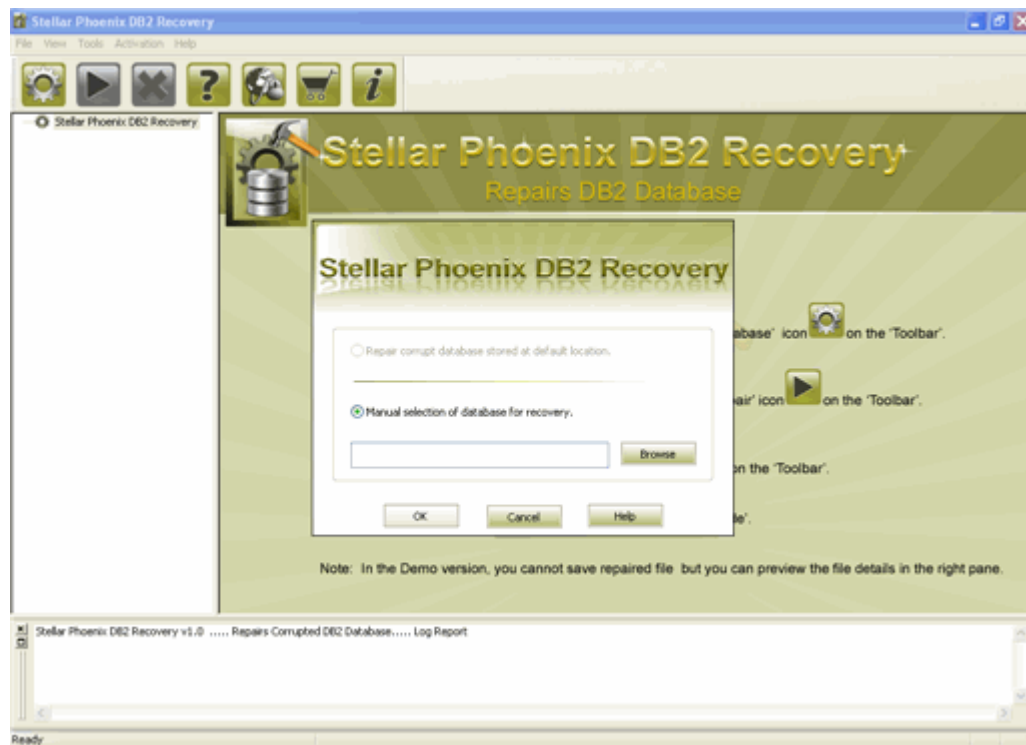 Stellar Phoenix DB2 Recovery
File View Tools Activation Help
Stellar Phoenix DB2 Recovery
Stellar Phoenix DB2 Recovery
Repairs DB2 Database
Stellar Phoenix DB2 Recovery
abase' icon on the 'Toolbar'.
Repair corrupt database stored at default location.
air' icon on the 'Toolbar'.
Manual selection of database for recovery.
Browse
on the 'Toolbar'.
OK Cancel Help
le'.
Note: In the Demo version, you cannot save repaired file but you can preview the file details in the right pane.
Stellar Phoenix DB2 Recovery v1.0 ..... Repairs Corrupted DB2 Database..... Log Report
Ready